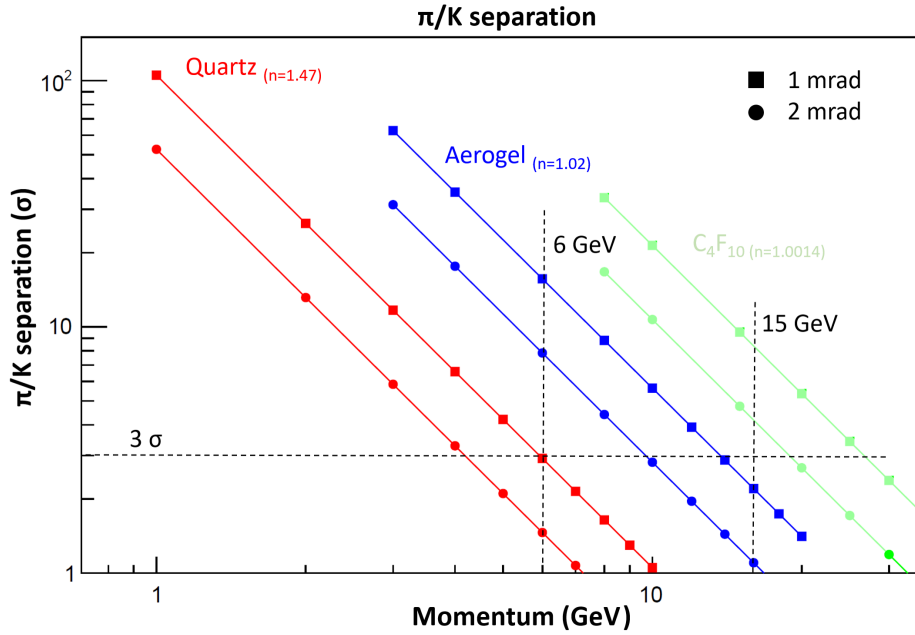 π/K separation
Quartz (n=1.47)
1 mrad
2 mrad
Aerogel (n=1.02)
6 GeV
C4F10 (n=1.0014)
15 GeV
3 σ
π/K separation (σ)
10²
10
1
1
10
Momentum (GeV)